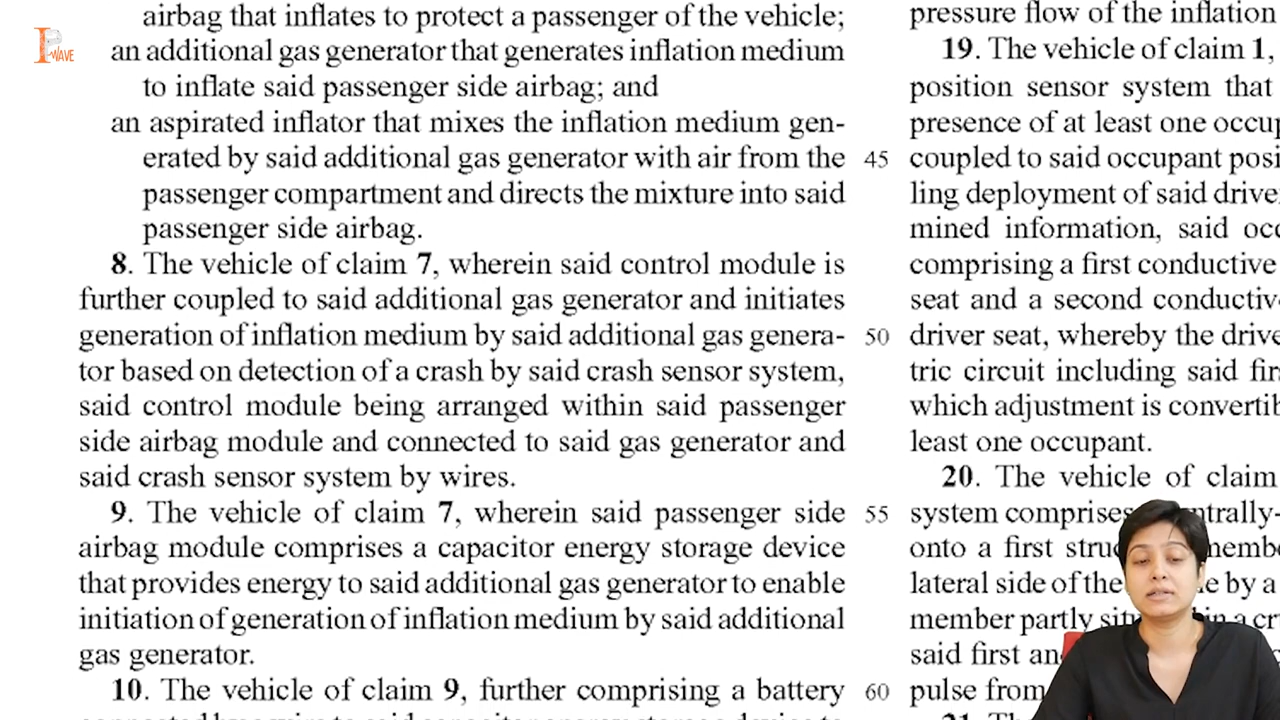 IP WAVE
airbag that inflates to protect a passenger of the vehicle;
an additional gas generator that generates inflation medium
to inflate said passenger side airbag; and
an aspirated inflator that mixes the inflation medium gen-
erated by said additional gas generator with air from the
passenger compartment and directs the mixture into said
passenger side airbag.
8. The vehicle of claim 7, wherein said control module is
further coupled to said additional gas generator and initiates
generation of inflation medium by said additional gas genera-
tor based on detection of a crash by said crash sensor system,
said control module being arranged within said passenger
side airbag module and connected to said gas generator and
said crash sensor system by wires.
9. The vehicle of claim 7, wherein said passenger side
airbag module comprises a capacitor energy storage device
that provides energy to said additional gas generator to enable
initiation of generation of inflation medium by said additional
gas generator.
10. The vehicle of claim 9, further comprising a battery
45
50
55
60
pressure flow of the inflation
19. The vehicle of claim 1,
position sensor system that
presence of at least one
coupled to said occupant
ling deployment of said
mined information, said
comprising a first conductive
seat and a second
driver seat, whereby the
tric circuit including said
which adjustment is
least one occupant.
20. The vehicle of claim
system comprises
onto a first
lateral side of the by a
member partly in a
said first
pulse from